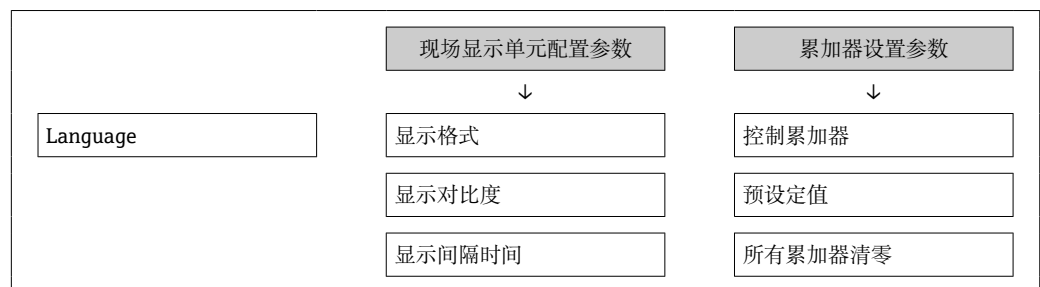 现场显示单元配置参数 累加器设置参数
↓ ↓
Language 显示格式 控制累加器
显示对比度 预设定值
显示间隔时间 所有累加器清零